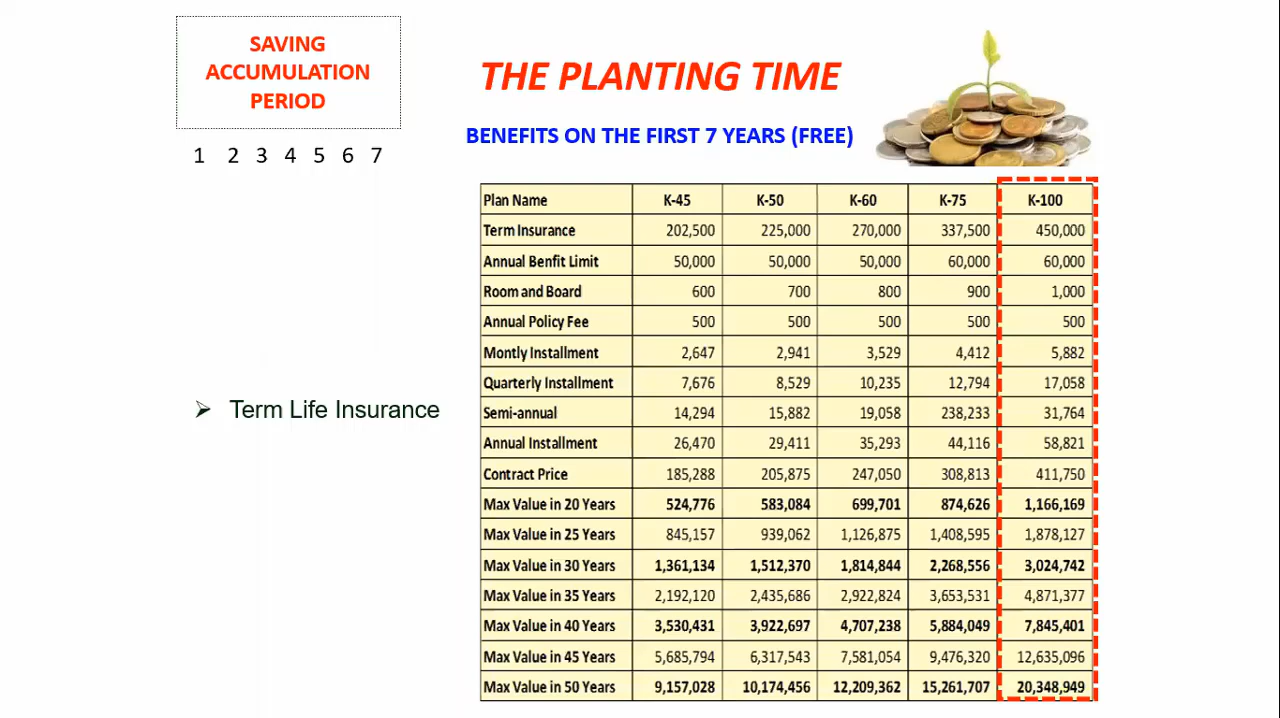 SAVING
ACCUMULATION
PERIOD
1 2 3 4 5 6 7
THE PLANTING TIME
BENEFITS ON THE FIRST 7 YEARS (FREE)
➢ Term Life Insurance
Plan Name K-45 K-50 K-60 K-75 K-100
Term Insurance 202,500 225,000 270,000 337,500 450,000
Annual Benfit Limit 50,000 50,000 50,000 60,000 60,000
Room and Board 600 700 800 900 1,000
Annual Policy Fee 500 500 500 500 500
Montly Installment 2,647 2,941 3,529 4,412 5,882
Quarterly Installment 7,676 8,529 10,235 12,794 17,058
Semi-annual 14,294 15,882 19,058 238,233 31,764
Annual Installment 26,470 29,411 35,293 44,116 58,821
Contract Price 185,288 205,875 247,050 308,813 411,750
Max Value in 20 Years 524,776 583,084 699,701 874,626 1,166,169
Max Value in 25 Years 845,157 939,062 1,126,875 1,408,595 1,878,127
Max Value in 30 Years 1,361,134 1,512,370 1,814,844 2,268,556 3,024,742
Max Value in 35 Years 2,192,120 2,435,686 2,922,824 3,653,531 4,871,377
Max Value in 40 Years 3,530,431 3,922,697 4,707,238 5,884,049 7,845,401
Max Value in 45 Years 5,685,794 6,317,543 7,581,054 9,476,320 12,635,096
Max Value in 50 Years 9,157,028 10,174,456 12,209,362 15,261,707 20,348,949